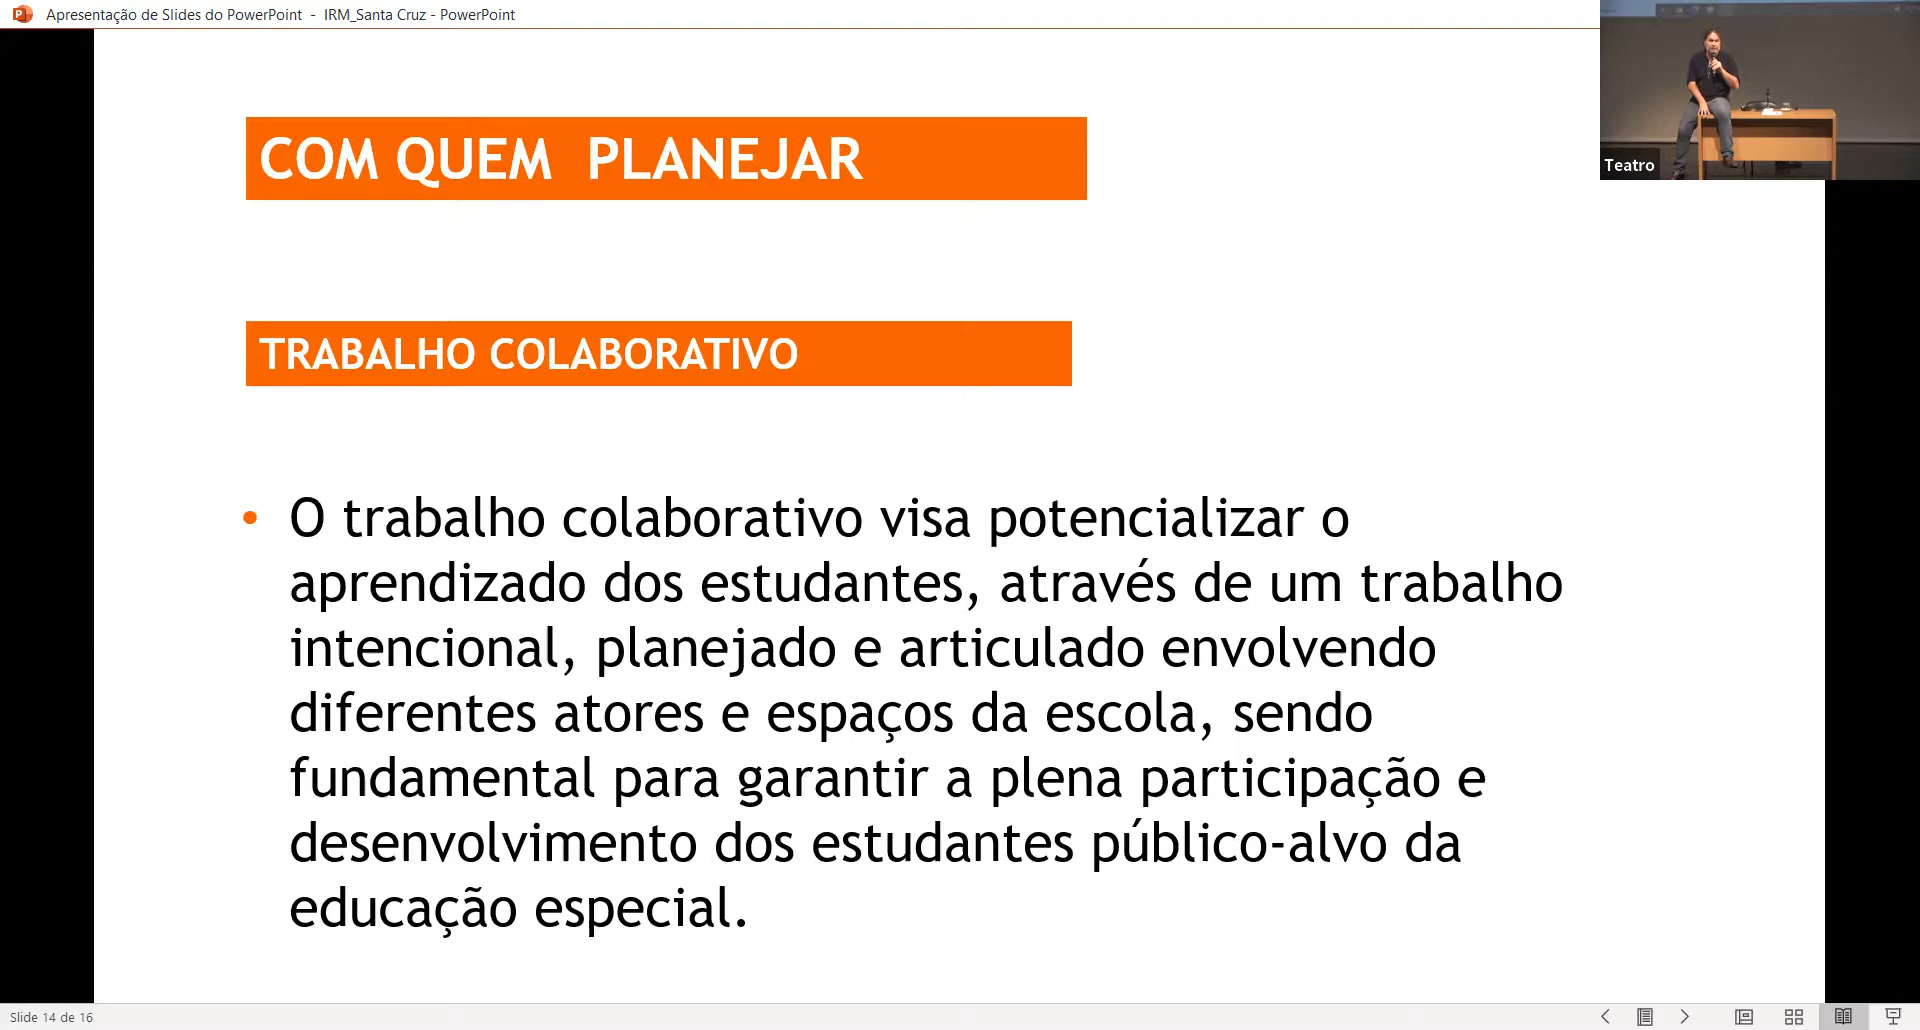 Apresentação de Slides do PowerPoint - IRM_Santa Cruz - PowerPoint
Teatro
COM QUEM PLANEJAR
TRABALHO COLABORATIVO
• O trabalho colaborativo visa potencializar o
aprendizado dos estudantes, através de um trabalho
intencional, planejado e articulado envolvendo
diferentes atores e espaços da escola, sendo
fundamental para garantir a plena participação e
desenvolvimento dos estudantes público-alvo da
educação especial.
Slide 14 de 16